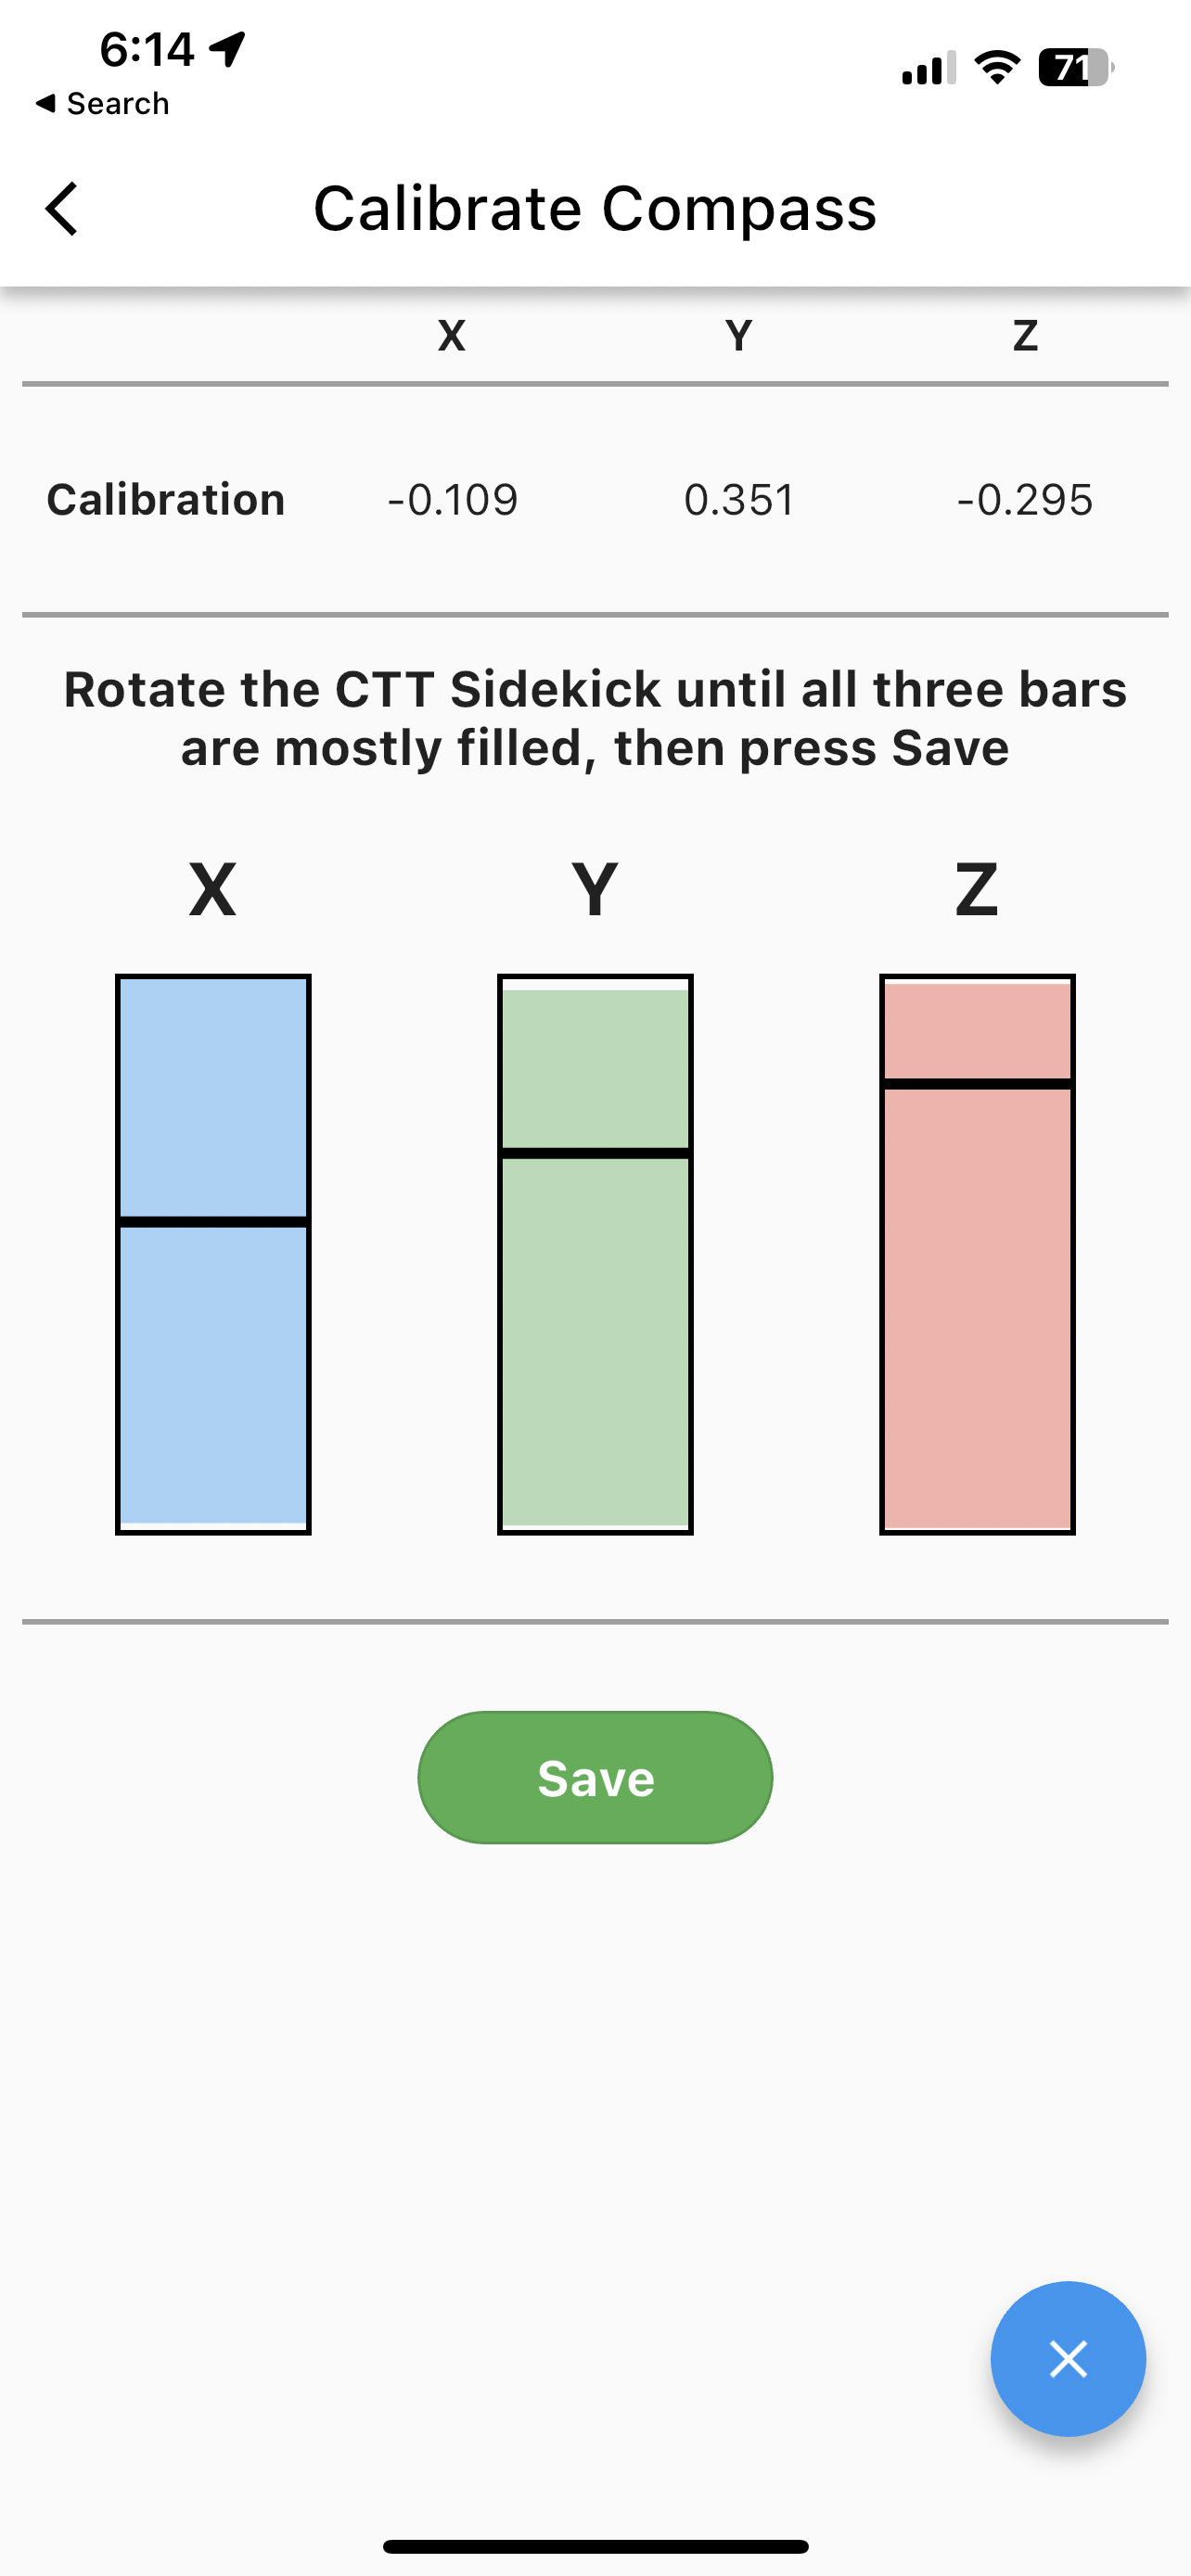 6:14
71
Search
Calibrate Compass
X Y Z
Calibration -0.109 0.351 -0.295
Rotate the CTT Sidekick until all three bars
are mostly filled, then press Save
X Y Z
Save